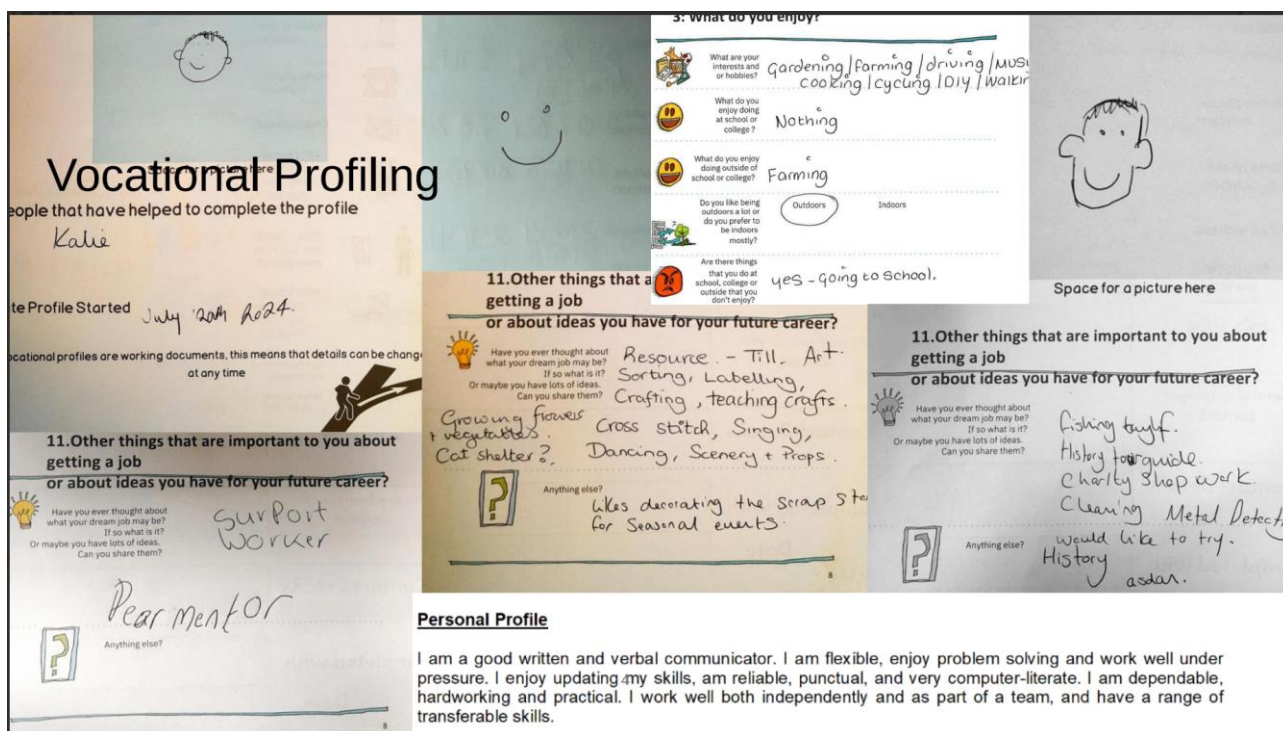 Vocational Profiling
Space for a picture here
eople that have helped to complete the profile
Kalie
te Profile Started July 20th 2024.
ocational profiles are working documents, this means that details can be chang
at any time
3: What do you enjoy?
What are your
interests and
or hobbies?
Gardening / farming / driving / MUSI
cooking / cycling / DIY / Walkin
What do you
enjoy doing
at school or
college ?
Nothing
What do you enjoy
doing outside of
school or college?
Farming
Do you like being
outdoors a lot or
do you prefer to
be indoors
mostly?
Outdoors Indoors
Are there things
that you do at
school, college or
outside that you
don't enjoy?
yes - Going to School.
Space for a picture here
11.Other things that are important to you about
getting a job
or about ideas you have for your future career?
Have you ever thought about
what your dream job may be?
If so what is it?
Or maybe you have lots of ideas.
Can you share them?
SurPort
Worker
Pear mentor
Anything else?
8
11.Other things that a
getting a job
or about ideas you have for your future career?
Have you ever thought about
what your dream job may be?
If so what is it?
Or maybe you have lots of ideas.
Can you share them?
Resource. - Till. Art.
Sorting, Labelling,
Crafting, teaching crafts.
Growing flowers
+ vegetables.
Cat shelter?
Cross stitch, Singing,
Dancing, Scenery + Props.
Anything else?
Likes decorating the Scrap Sto
for Seasonal events.
8
11.Other things that are important to you about
getting a job
or about ideas you have for your future career?
Have you ever thought about
what your dream job may be?
If so what is it?
Or maybe you have lots of ideas.
Can you share them?
fishing
History guide.
Charity Shop work.
Cleaning Metal Detect
Anything else?
would like to try.
History
asdan.
Personal Profile
I am a good written and verbal communicator. I am flexible, enjoy problem solving and work well under
pressure. I enjoy updating my skills, am reliable, punctual, and very computer-literate. I am dependable,
hardworking and practical. I work well both independently and as part of a team, and have a range of
transferable skills.
4